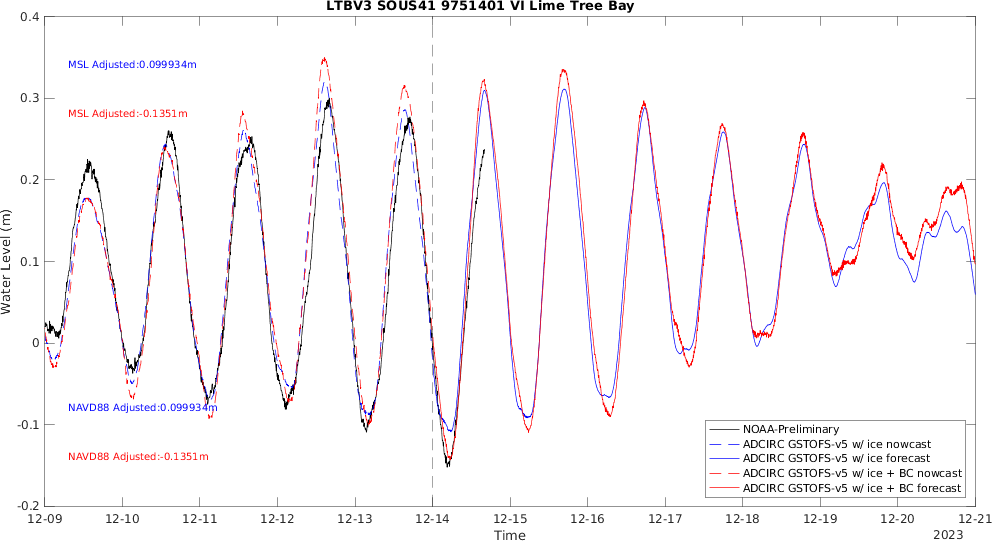 LTBV3 SOUS41 9751401 VI Lime Tree Bay
0.4
0.3
0.2
0.1
0
-0.1
-0.2
Water Level (m)
MSL Adjusted:0.099934m
MSL Adjusted:-0.1351m
NAVD88 Adjusted:0.099934m
NAVD88 Adjusted:-0.1351m
NOAA-Preliminary
ADCIRC GSTOFS-v5 w/ ice nowcast
ADCIRC GSTOFS-v5 w/ ice forecast
ADCIRC GSTOFS-v5 w/ ice + BC nowcast
ADCIRC GSTOFS-v5 w/ ice + BC forecast
12-09 12-10 12-11 12-12 12-13 12-14 12-15 12-16 12-17 12-18 12-19 12-20 12-21
Time
2023